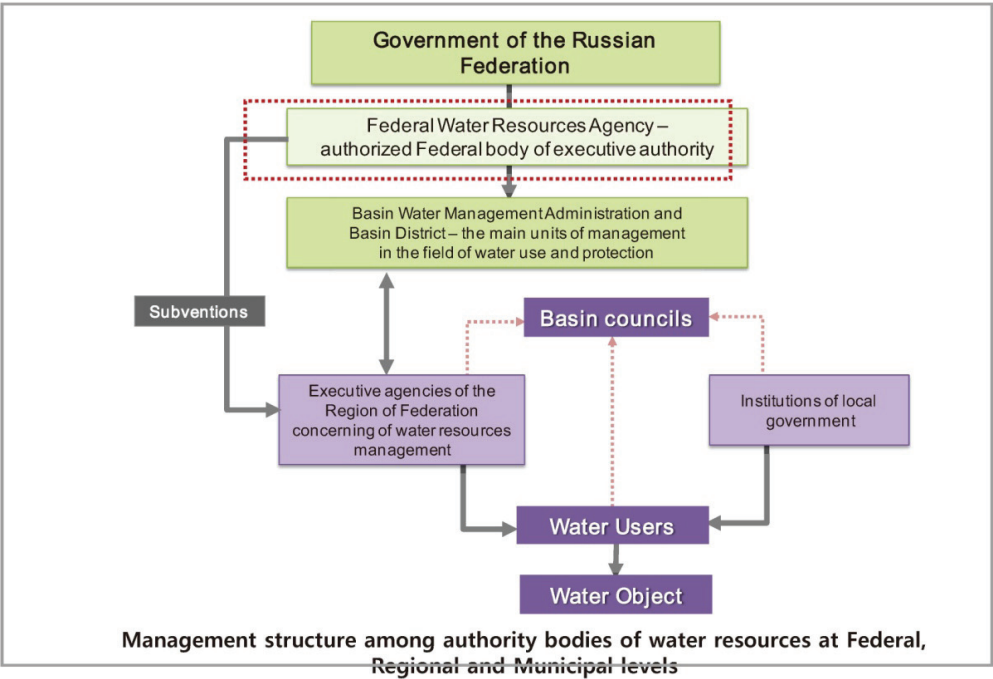 Government of the Russian
Federation
Federal Water Resources Agency –
authorized Federal body of executive authority
Basin Water Management Administration and
Basin District – the main units of management
in the field of water use and protection
Subventions
Basin councils
Executive agencies of the
Region of Federation
concerning of water resources
management
Institutions of local
government
Water Users
Water Object
Management structure among authority bodies of water resources at Federal,
Regional and Municipal levels